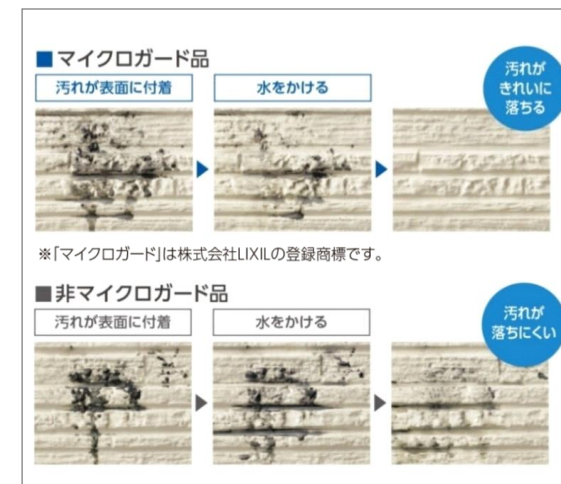 ■マイクロガード品
汚れが表面に付着
水をかける
汚れが
きれいに
落ちる
※「マイクロガード」は株式会社LIXILの登録商標です。
■非マイクロガード品
汚れが表面に付着
水をかける
汚れが
落ちにくい